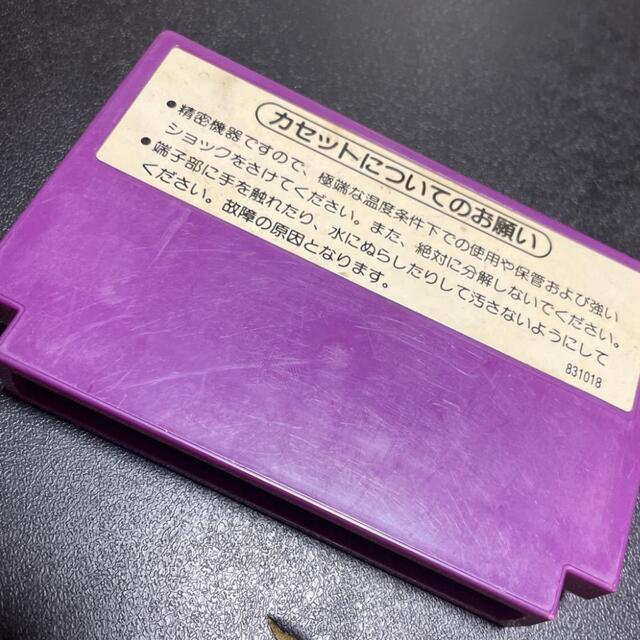 カセットについてのお願い
●精密機器ですので、極端な温度条件下での使用や保管および強い
ショックをさけてください。また、絶対に分解しないでください。
●端子部に手を触れたり、水にぬらしたりして汚さないようにして
ください。故障の原因となります。
831018